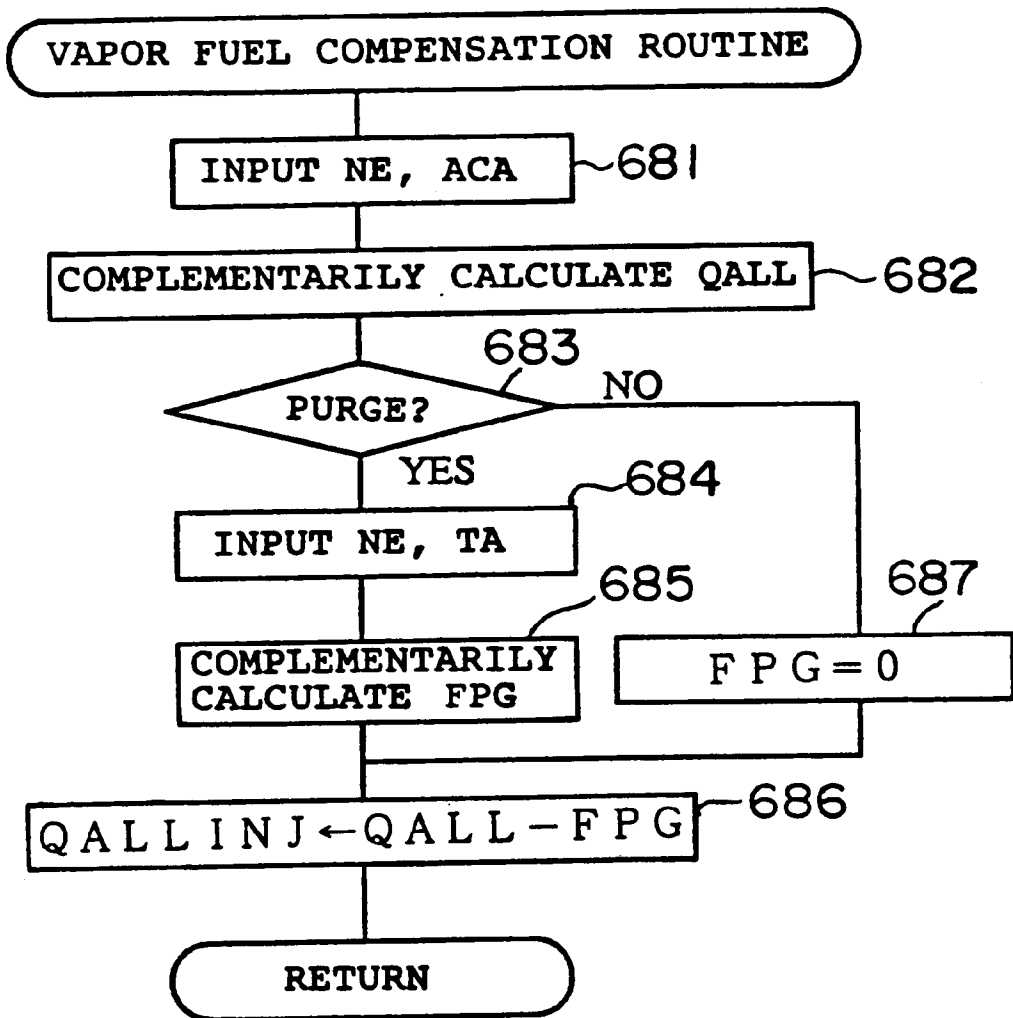 VAPOR FUEL COMPENSATION ROUTINE
INPUT NE, ACA
681
COMPLEMENTARILY CALCULATE QALL
682
683
PURGE?
NO
YES
684
INPUT NE, TA
685
COMPLEMENTARILY
CALCULATE FPG
687
FPG=0
686
QALLINJ←QALL-FPG
RETURN